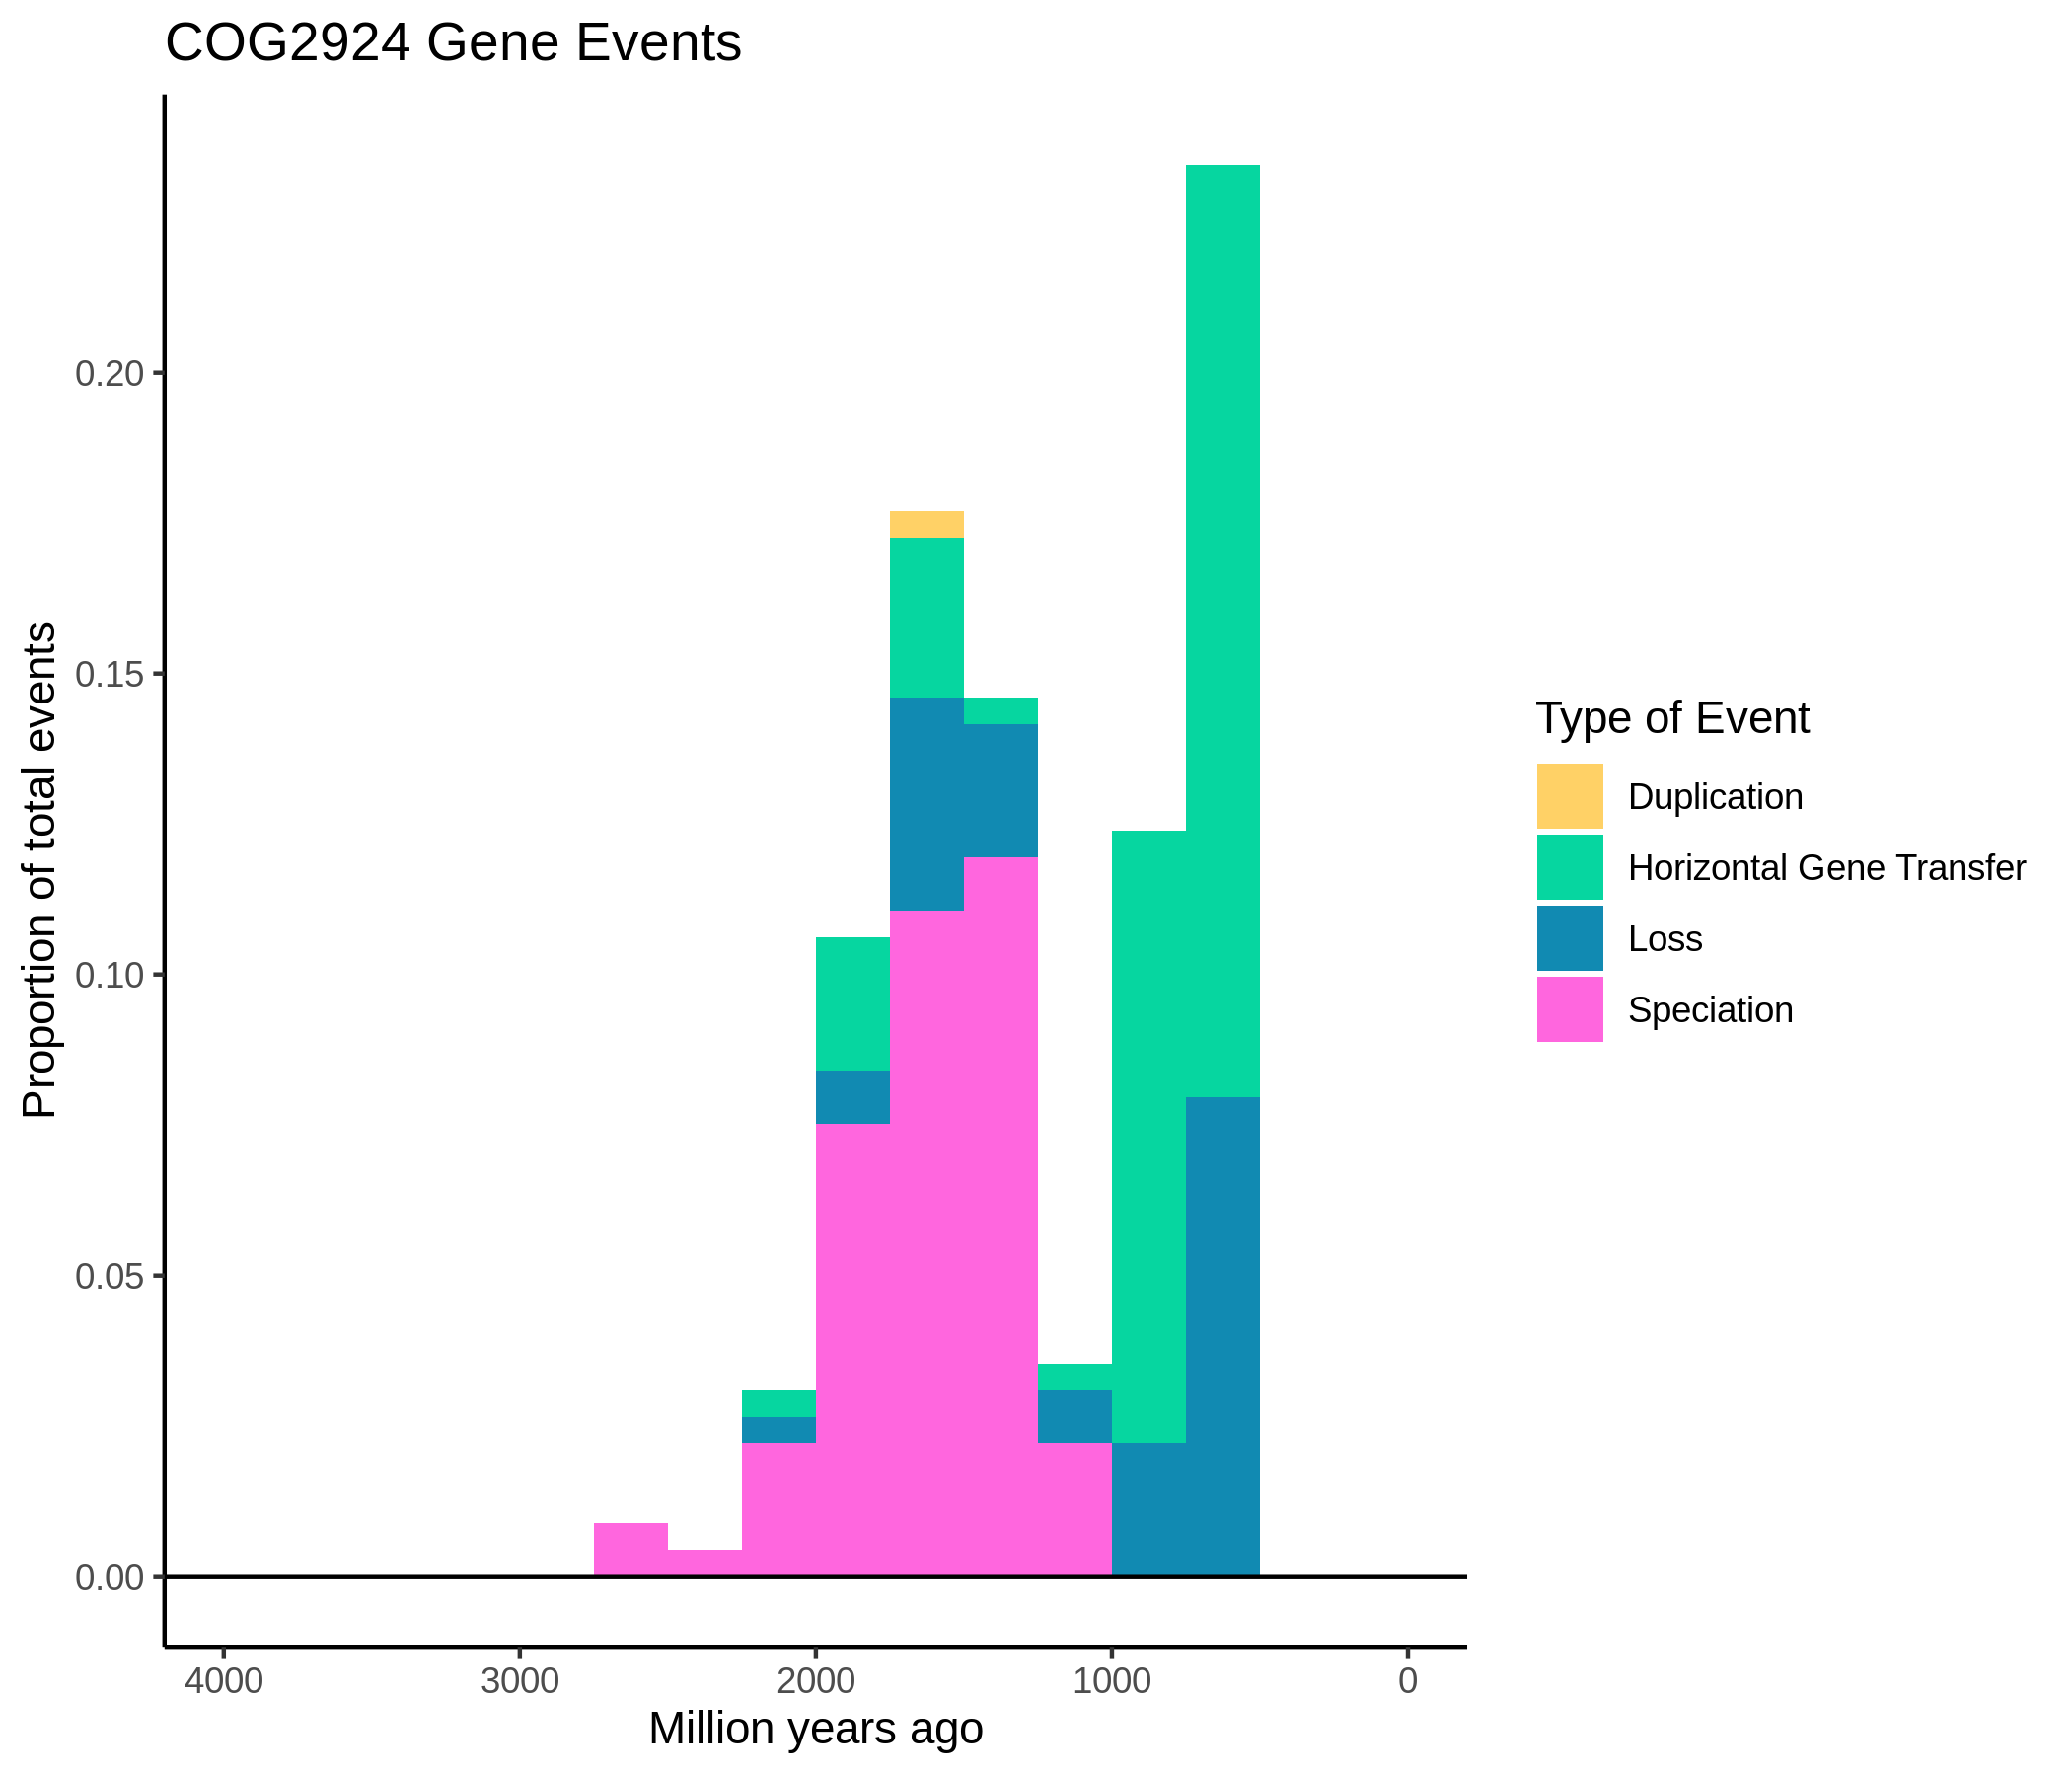 COG2924 Gene Events
Proportion of total events
0.20
0.15
0.10
0.05
0.00
4000 3000 2000 1000 0
Million years ago
Type of Event
Duplication
Horizontal Gene Transfer
Loss
Speciation